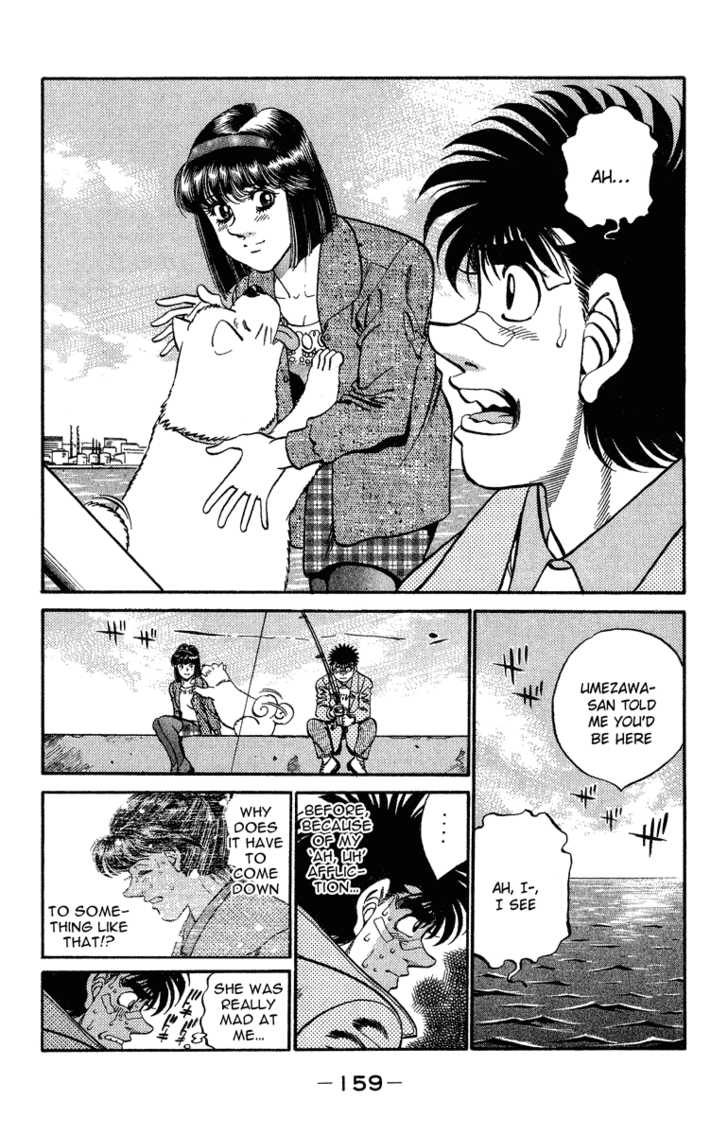 AH...
UMEZAWA-
SAN TOLD
ME YOU'D
BE HERE
AH, I-,
I SEE
. . . .
BEFORE,
BECAUSE
OF MY
'AH, UH'
AFFLIC-
TION...
WHY
DOES
IT HAVE
TO
COME
DOWN
TO SOME-
THING LIKE
THAT!?
SHE WAS
REALLY
MAD AT
ME...
- 159 -